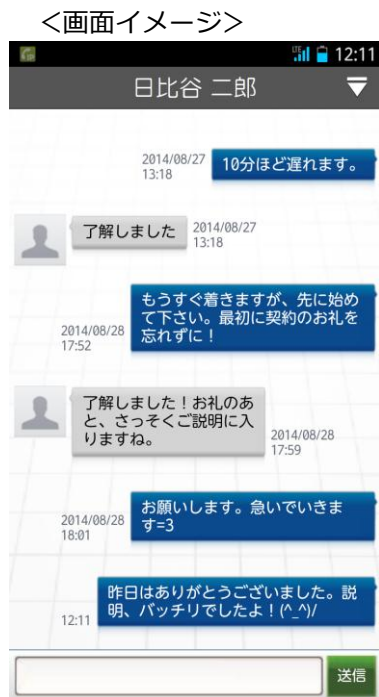 ＜画面イメージ＞
LTE 12:11
日比谷 二郎
2014/08/27
13:18
10分ほど遅れます。
了解しました
2014/08/27
13:18
もうすぐ着きますが、先に始め
て下さい。最初に契約のお礼を
忘れずに！
2014/08/28
17:52
了解しました！お礼のあ
と、さっそくご説明に入
りますね。
2014/08/28
17:59
お願いします。急いでいきま
す=3
2014/08/28
18:01
昨日はありがとうございました。説
明、バッチリでしたよ！(^_^)/
12:11
送信